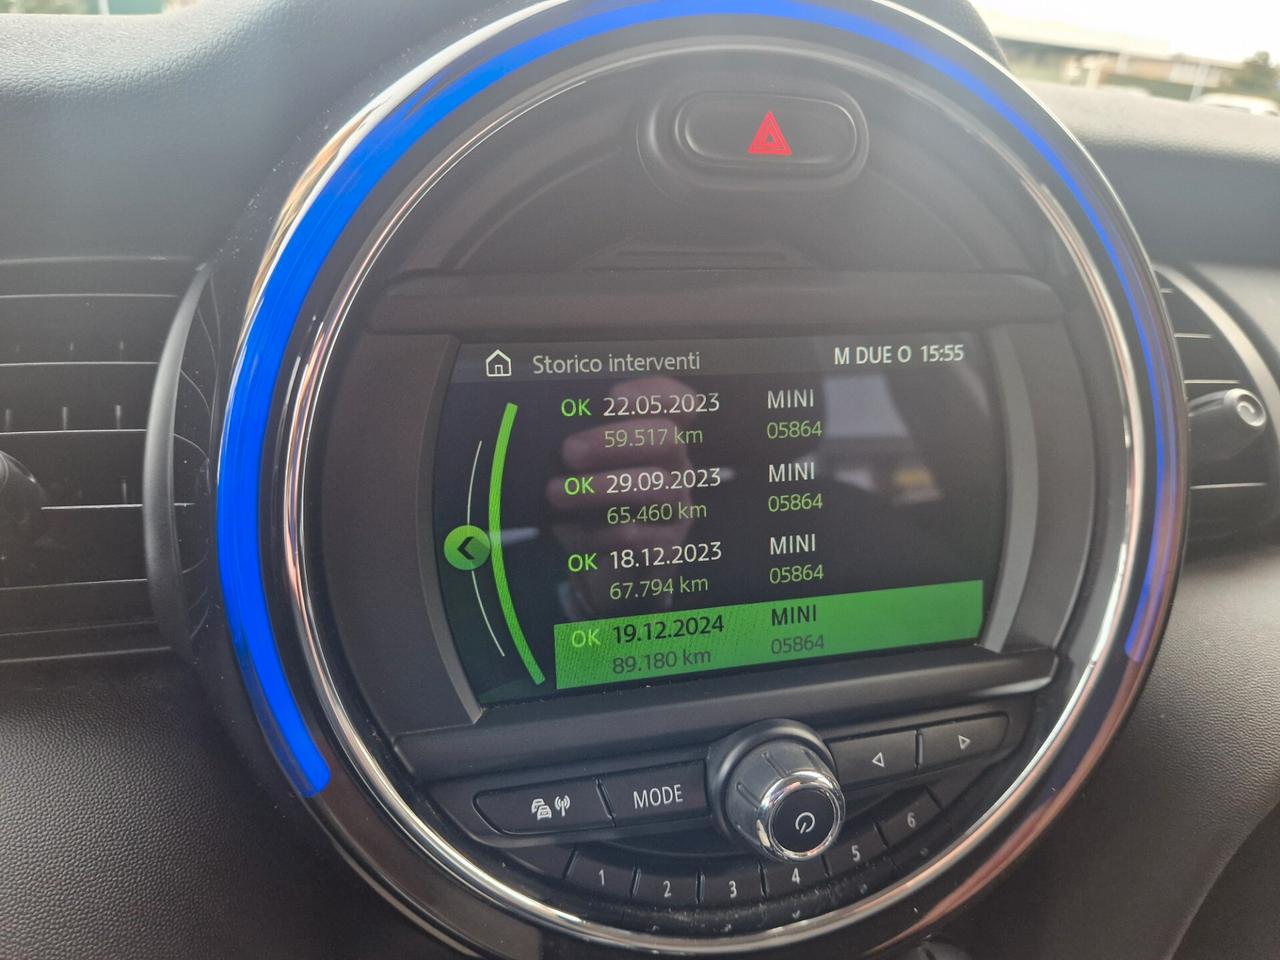 Storico interventi M DUE O 15:55
OK 22.05.2023 MINI
59.517 km 05864
OK 29.09.2023 MINI
65.460 km 05864
OK 18.12.2023 MINI
67.794 km 05864
OK 19.12.2024 MINI
89.180 km 05864
MODE
1 2 3 4 5 6